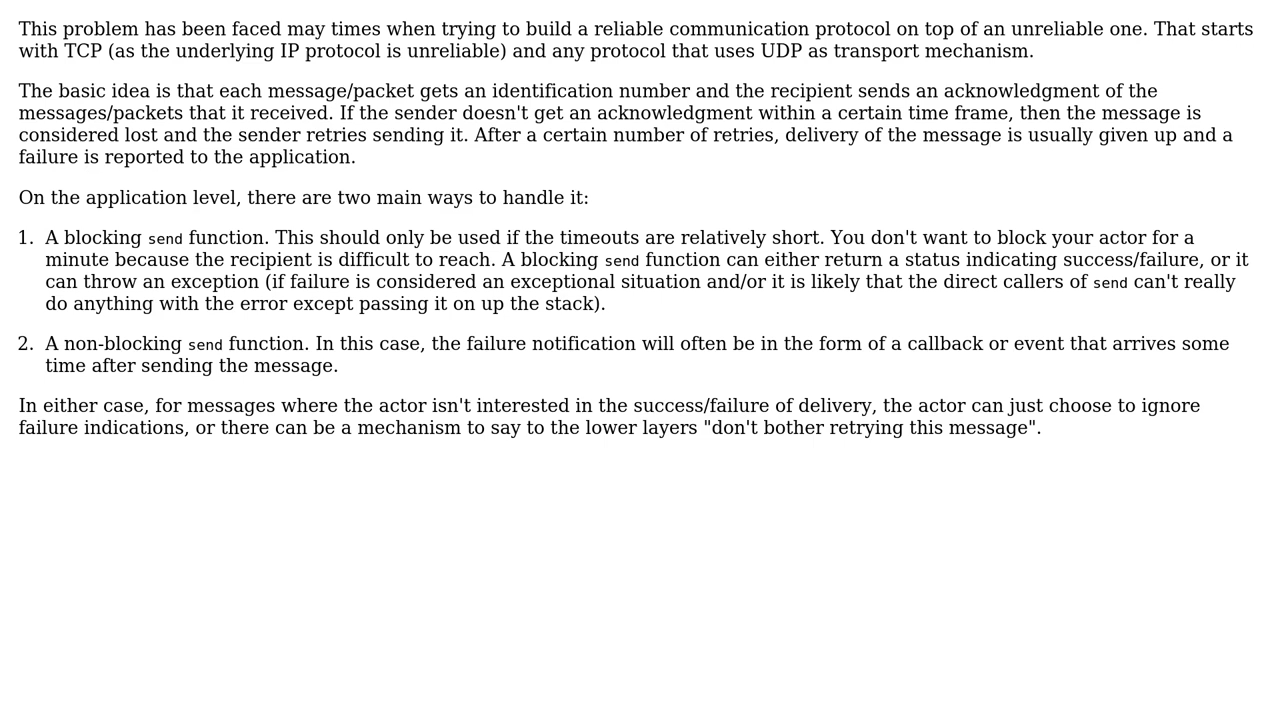 This problem has been faced may times when trying to build a reliable communication protocol on top of an unreliable one. That starts
with TCP (as the underlying IP protocol is unreliable) and any protocol that uses UDP as transport mechanism.
The basic idea is that each message/packet gets an identification number and the recipient sends an acknowledgment of the
messages/packets that it received. If the sender doesn't get an acknowledgment within a certain time frame, then the message is
considered lost and the sender retries sending it. After a certain number of retries, delivery of the message is usually given up and a
failure is reported to the application.
On the application level, there are two main ways to handle it:
1. A blocking send function. This should only be used if the timeouts are relatively short. You don't want to block your actor for a
minute because the recipient is difficult to reach. A blocking send function can either return a status indicating success/failure, or it
can throw an exception (if failure is considered an exceptional situation and/or it is likely that the direct callers of send can't really
do anything with the error except passing it on up the stack).
2. A non-blocking send function. In this case, the failure notification will often be in the form of a callback or event that arrives some
time after sending the message.
In either case, for messages where the actor isn't interested in the success/failure of delivery, the actor can just choose to ignore
failure indications, or there can be a mechanism to say to the lower layers "don't bother retrying this message".